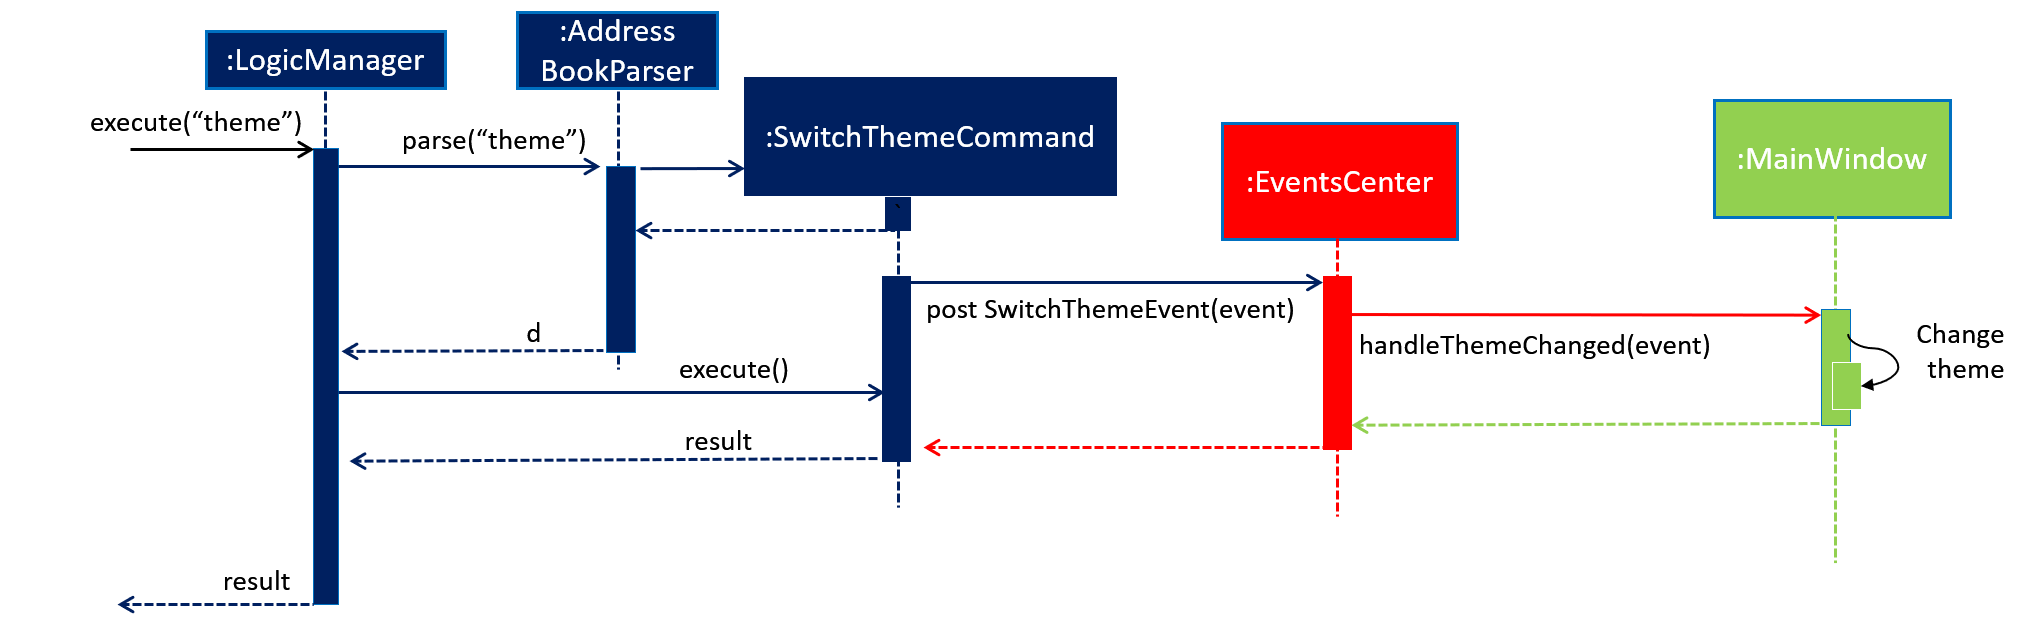 :LogicManager
:Address
BookParser
:SwitchThemeCommand
:EventsCenter
:MainWindow
execute(“theme”)
parse(“theme”)
post SwitchThemeEvent(event)
handleThemeChanged(event)
Change
theme
d
execute()
result
result